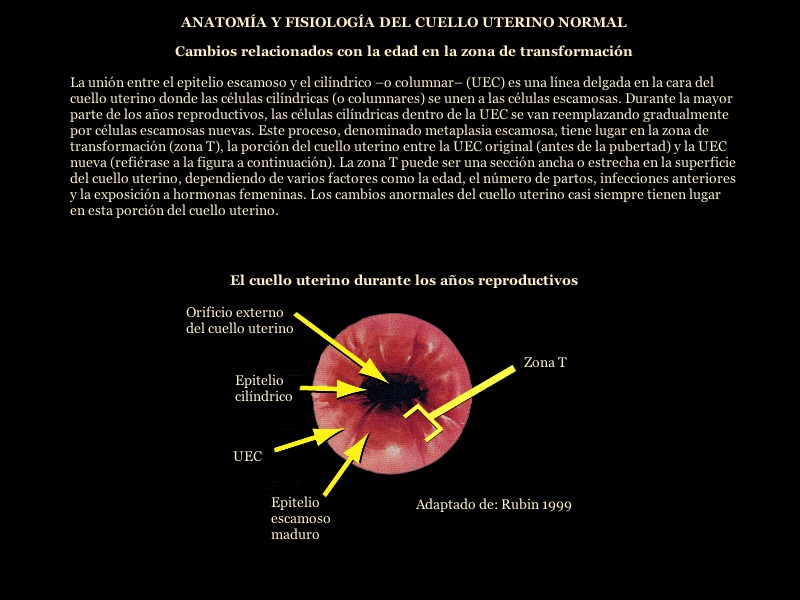 ANATOMÍA Y FISIOLOGÍA DEL CUELLO UTERINO NORMAL
Cambios relacionados con la edad en la zona de transformación
La unión entre el epitelio escamoso y el cilíndrico –o columnar– (UEC) es una línea delgada en la cara del
cuello uterino donde las células cilíndricas (o columnares) se unen a las células escamosas. Durante la mayor
parte de los años reproductivos, las células cilíndricas dentro de la UEC se van reemplazando gradualmente
por células escamosas nuevas. Este proceso, denominado metaplasia escamosa, tiene lugar en la zona de
transformación (zona T), la porción del cuello uterino entre la UEC original (antes de la pubertad) y la UEC
nueva (refiérase a la figura a continuación). La zona T puede ser una sección ancha o estrecha en la superficie
del cuello uterino, dependiendo de varios factores como la edad, el número de partos, infecciones anteriores
y la exposición a hormonas femeninas. Los cambios anormales del cuello uterino casi siempre tienen lugar
en esta porción del cuello uterino.
El cuello uterino durante los años reproductivos
Orificio externo
del cuello uterino
Zona T
Epitelio
cilíndrico
UEC
Epitelio
escamoso
maduro
Adaptado de: Rubin 1999